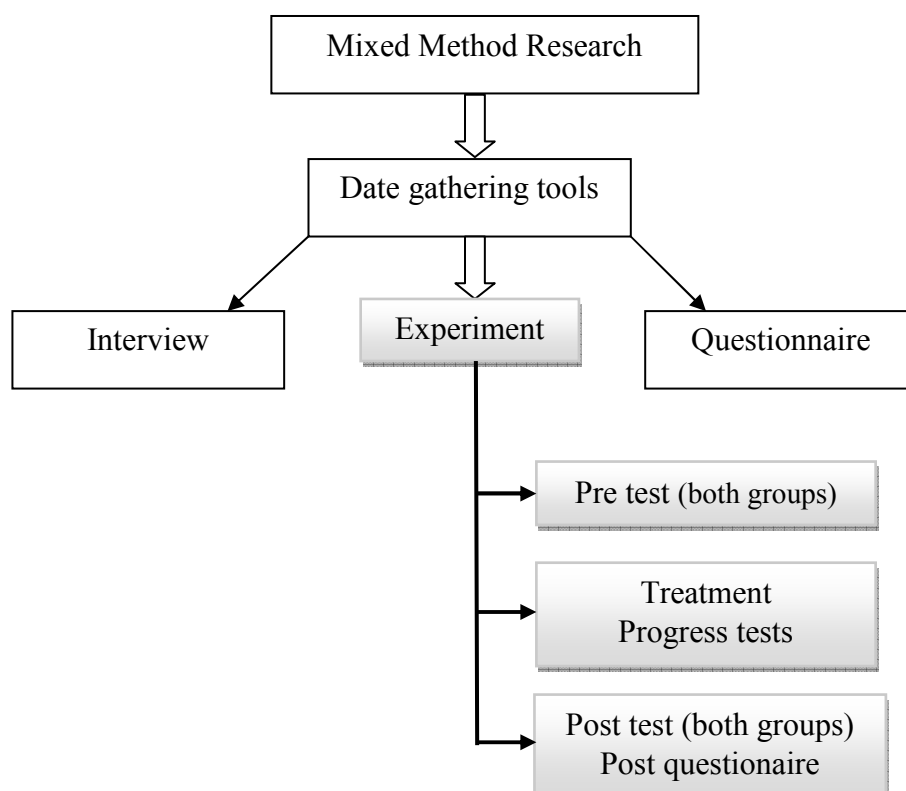 Mixed Method Research
Date gathering tools
Interview
Experiment
Questionnaire
Pre test (both groups)
Treatment
Progress tests
Post test (both groups)
Post questionaire